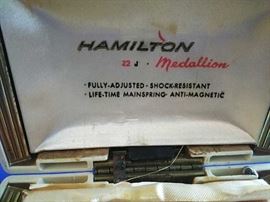 HAMILTON
22 J · Medallion
· FULLY-ADJUSTED · SHOCK-RESISTANT
· LIFE-TIME MAINSPRING · ANTI-MAGNETIC